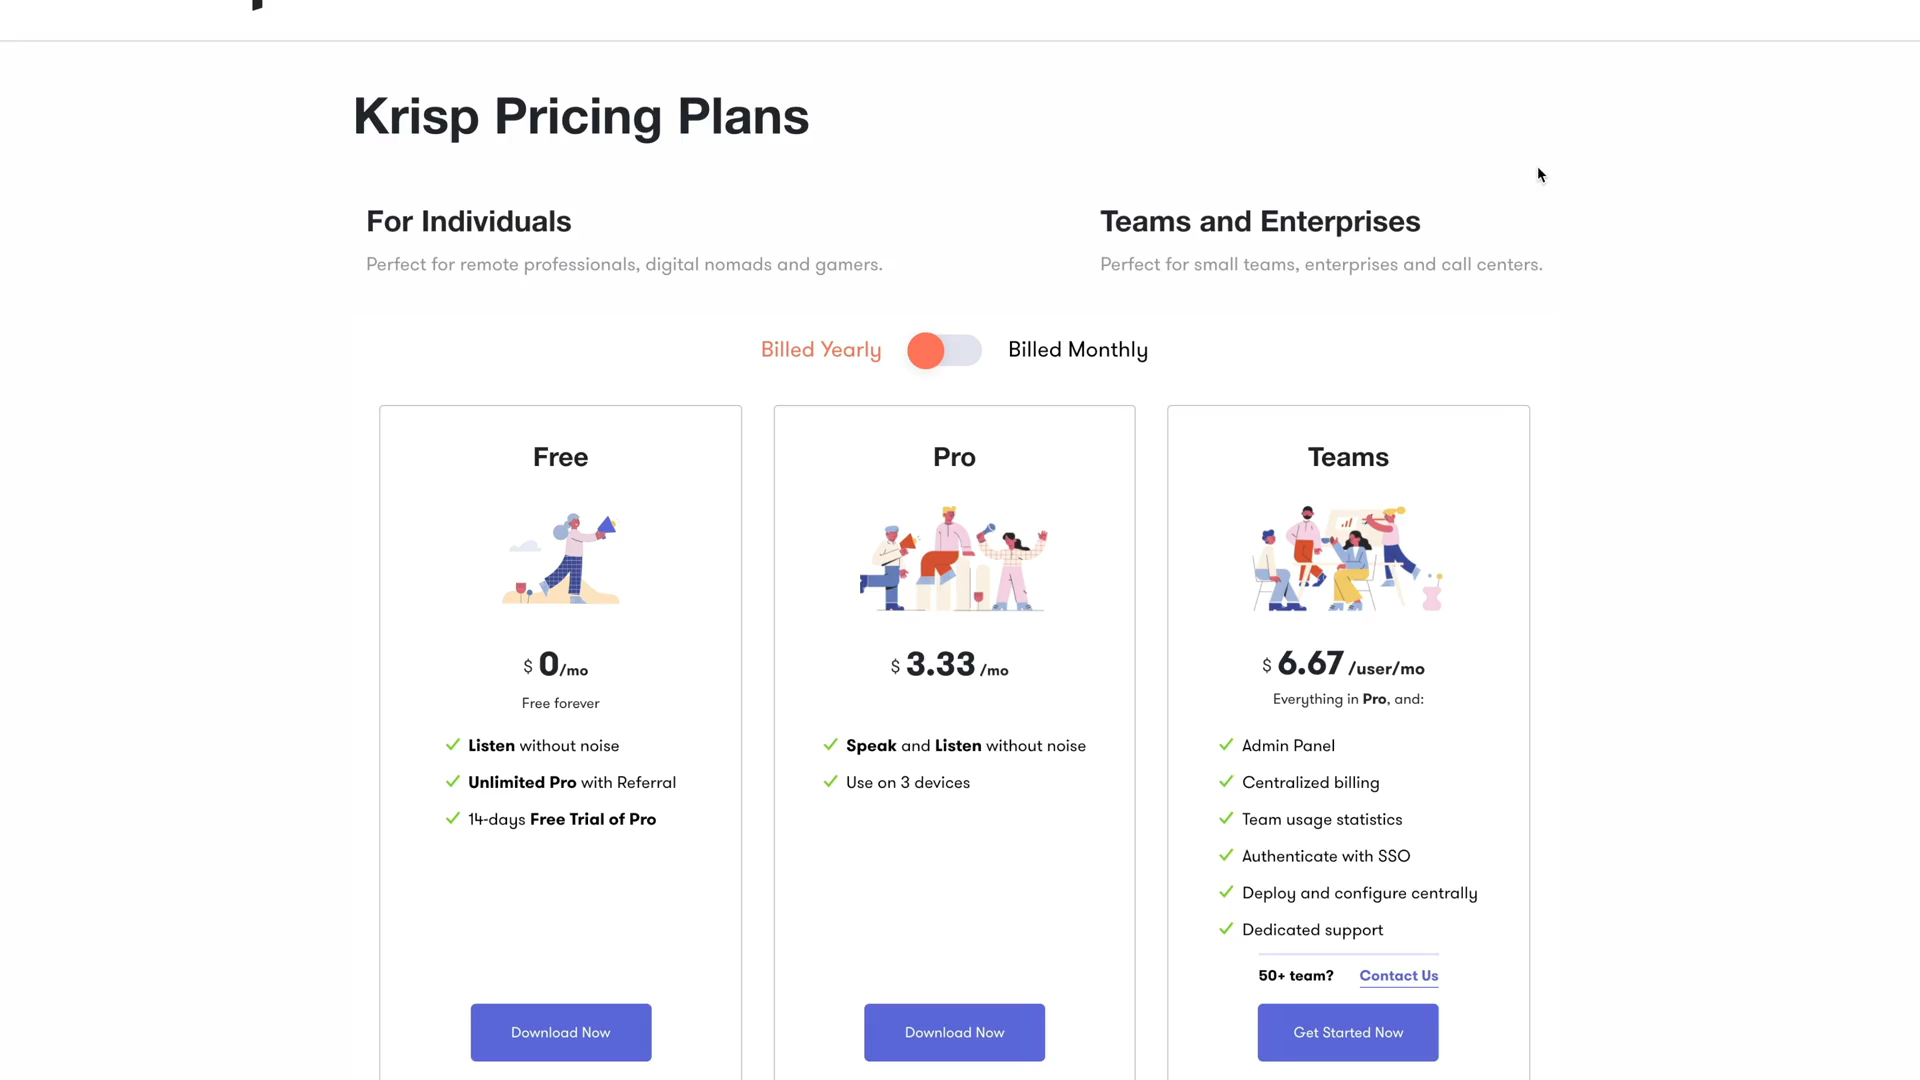 Krisp Pricing Plans
For Individuals
Perfect for remote professionals, digital nomads and gamers.
Teams and Enterprises
Perfect for small teams, enterprises and call centers.
Billed Yearly
Billed Monthly
Free
$ 0/mo
Free forever
Listen without noise
Unlimited Pro with Referral
14-days Free Trial of Pro
Download Now
Pro
$ 3.33 /mo
Speak and Listen without noise
Use on 3 devices
Download Now
Teams
$ 6.67 /user/mo
Everything in Pro, and:
Admin Panel
Centralized billing
Team usage statistics
Authenticate with SSO
Deploy and configure centrally
Dedicated support
50+ team? Contact Us
Get Started Now